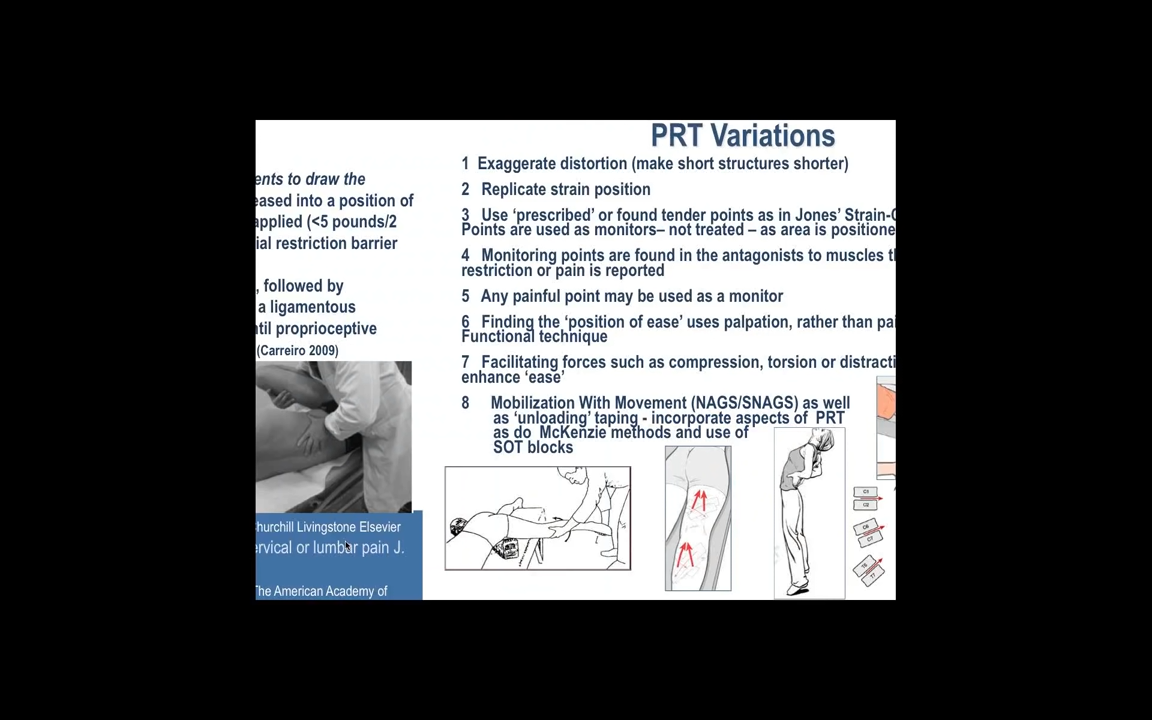 PRT Variations
ents to draw the
eased into a position of
applied (<5 pounds/2
ial restriction barrier
, followed by
a ligamentous
ntil proprioceptive
(Carreiro 2009)
Churchill Livingstone Elsevier
ervical or lumbar pain J.
The American Academy of
1 Exaggerate distortion (make short structures shorter)
2 Replicate strain position
3 Use ‘prescribed’ or found tender points as in Jones’ Strain-C
Points are used as monitors– not treated – as area is positione
4 Monitoring points are found in the antagonists to muscles th
restriction or pain is reported
5 Any painful point may be used as a monitor
6 Finding the ‘position of ease’ uses palpation, rather than pai
Functional technique
7 Facilitating forces such as compression, torsion or distracti
enhance ‘ease’
8 Mobilization With Movement (NAGS/SNAGS) as well
as ‘unloading’ taping - incorporate aspects of PRT
as do McKenzie methods and use of
SOT blocks